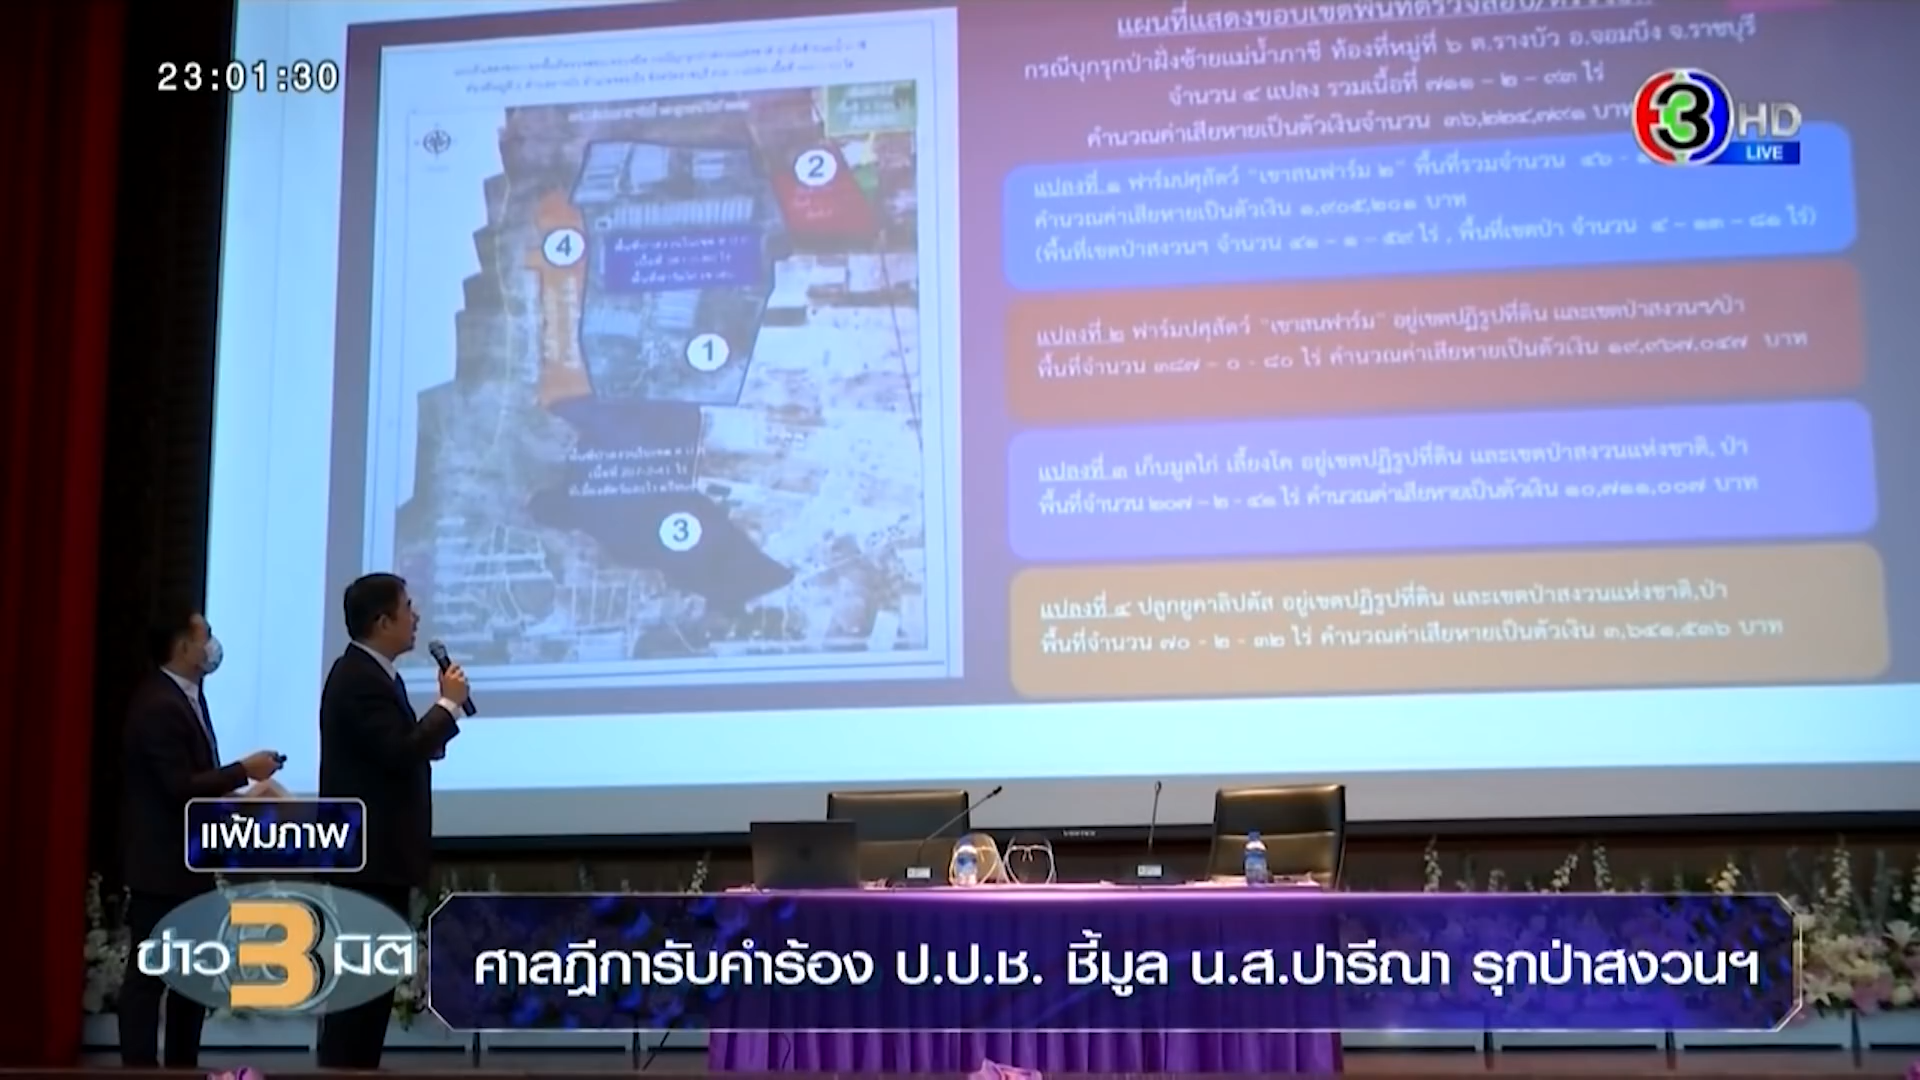 23:01:30
แผนที่แสดงขอบเขตพื้นที่ตรวจสอบ
กรณีบุกรุกป่าฝั่งซ้ายแม่น้ำภาชี ท้องที่หมู่ที่ ๖ ต.รางบัว อ.จอมบึง จ.ราชบุรี
จำนวน ๔ แปลง รวมเนื้อที่ ๗๑๑ – ๒ – ๙๓ ไร่
คำนวณค่าเสียหายเป็นตัวเงินจำนวน ๓๖,๒๒๔,๗๙๑ บาท
3 HD
LIVE
แปลงที่ ๑ ฟาร์มปศุสัตว์ "เขาสนฟาร์ม ๒" พื้นที่รวมจำนวน ๔๖ -
คำนวณค่าเสียหายเป็นตัวเงิน ๑,๙๐๕,๒๐๑ บาท
(พื้นที่เขตป่าสงวนฯ จำนวน ๔๑ – ๑ – ๕๙ ไร่ , พื้นที่เขตป่า จำนวน ๔ – ๑๓ – ๘๑ ไร่)
แปลงที่ ๒ ฟาร์มปศุสัตว์ "เขาสนฟาร์ม" อยู่เขตปฏิรูปที่ดิน และเขตป่าสงวนฯ/ป่า
พื้นที่จำนวน ๓๘๗ – ๐ - ๘๐ ไร่ คำนวณค่าเสียหายเป็นตัวเงิน ๑๙,๙๖๗,๐๔๗ บาท
แปลงที่ ๓ เก็บมูลไก่ เลี้ยงโค อยู่เขตปฏิรูปที่ดิน และเขตป่าสงวนแห่งชาติ, ป่า
พื้นที่จำนวน ๒๐๗ – ๒ - ๔๑ ไร่ คำนวณค่าเสียหายเป็นตัวเงิน ๑๐,๗๑๑,๐๐๗ บาท
แปลงที่ ๔ ปลูกยูคาลิปตัส อยู่เขตปฏิรูปที่ดิน และเขตป่าสงวนแห่งชาติ,ป่า
พื้นที่จำนวน ๗๐ - ๒ - ๓๒ ไร่ คำนวณค่าเสียหายเป็นตัวเงิน ๓,๖๔๑,๕๓๖ บาท
2
4
1
3
แฟ้มภาพ
ข่าว 3 มิติ
ศาลฎีการับคำร้อง ป.ป.ช. ชี้มูล น.ส.ปารีณา รุกป่าสงวนฯ